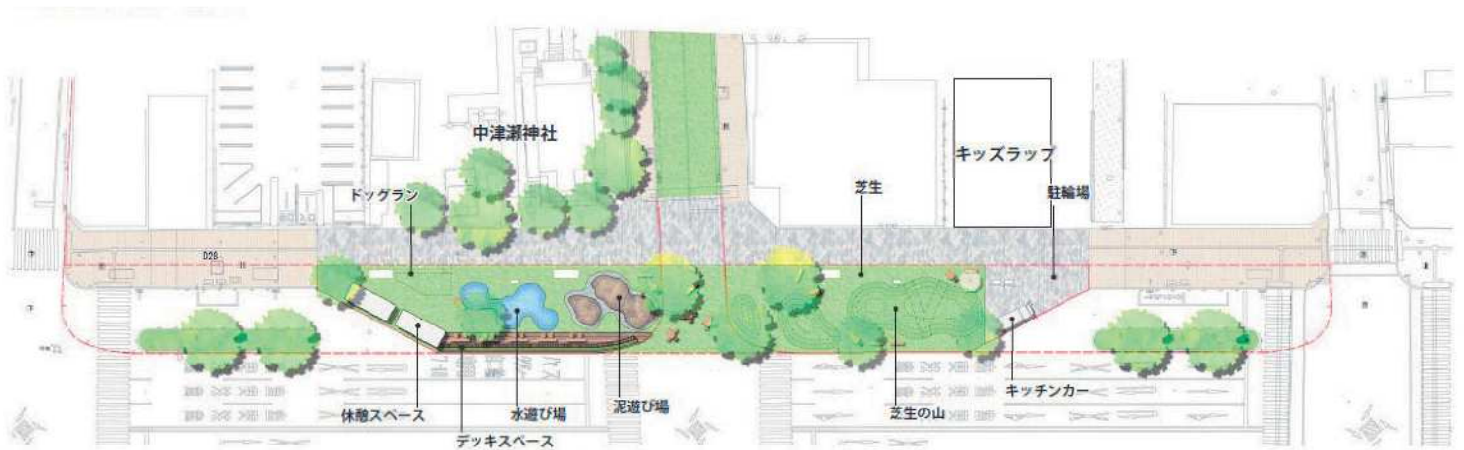 中津瀬神社
キッズラップ
ドッグラン
芝生
駐輪場
D26
休憩スペース
水遊び場
泥遊び場
芝生の山
キッチンカー
デッキスペース